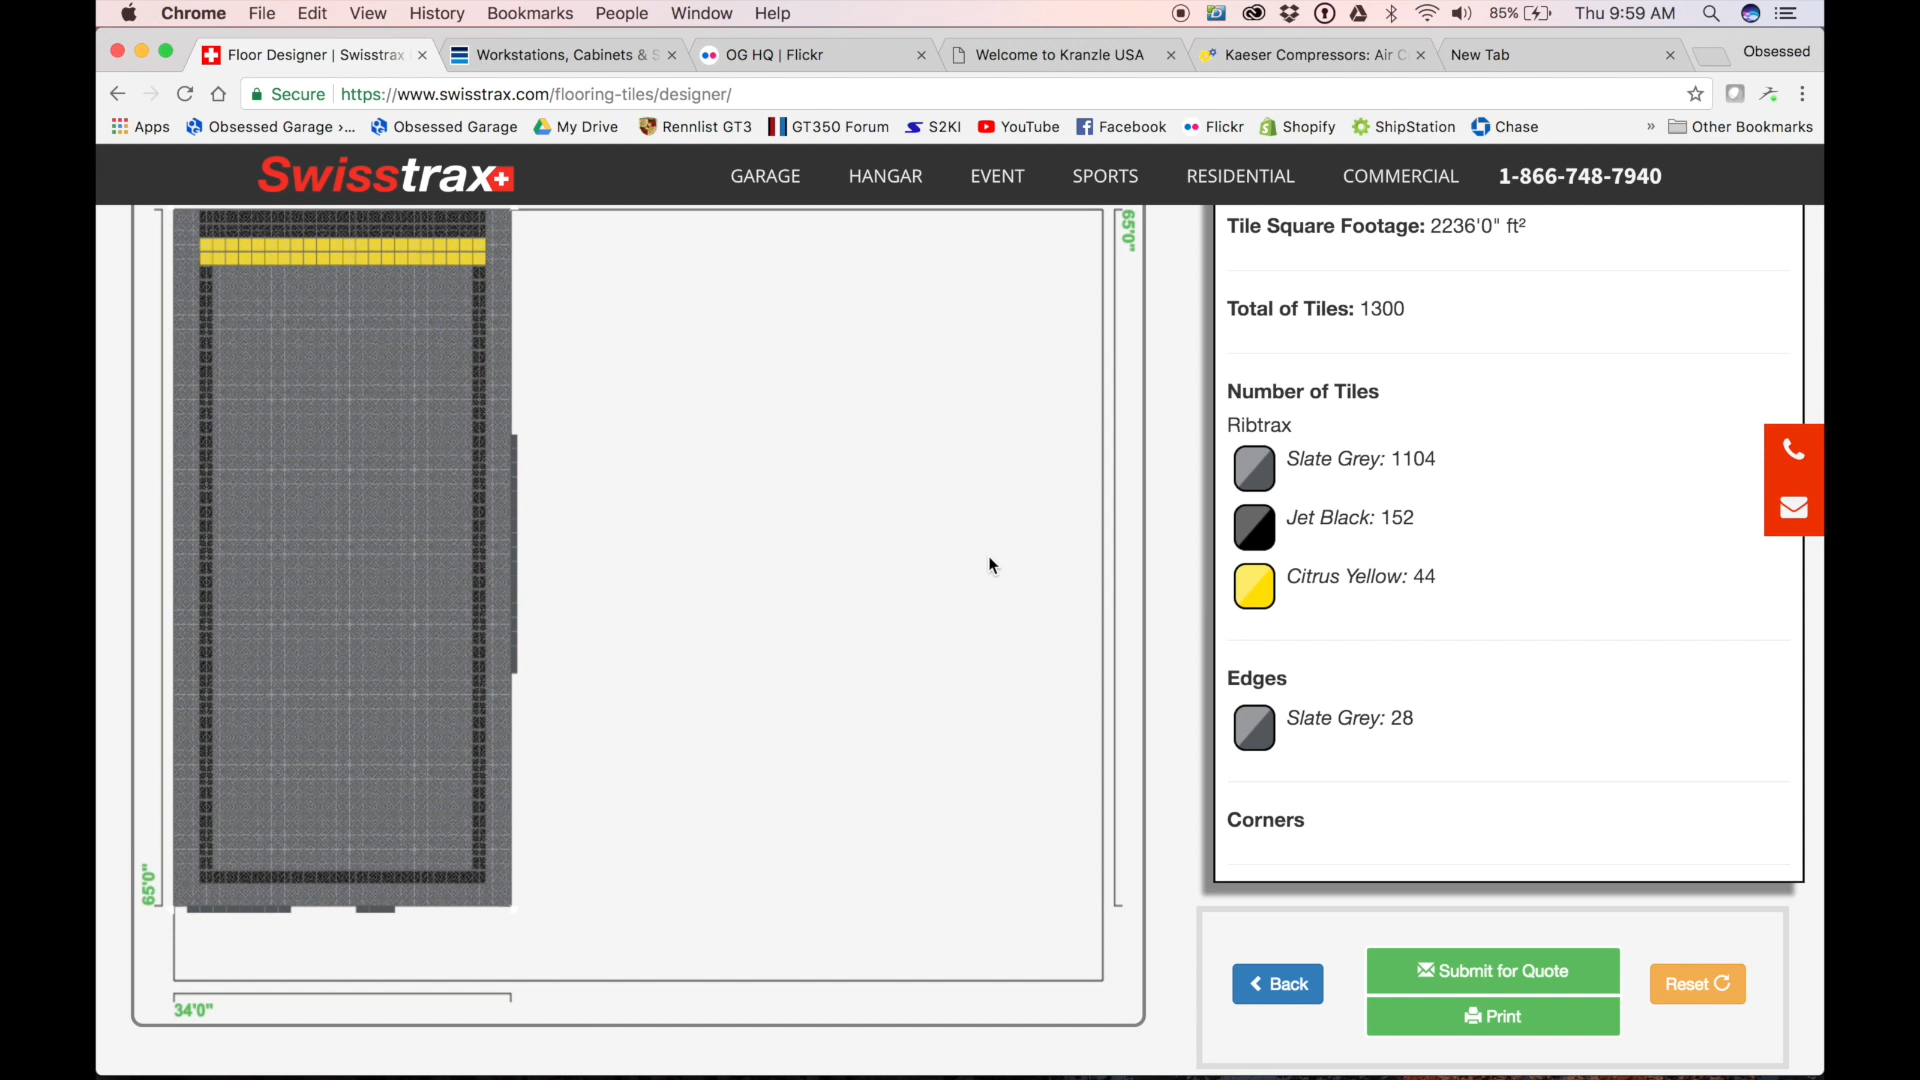 Chrome File Edit View History Bookmarks People Window Help 85% Thu 9:59 AM
Floor Designer | Swisstrax Workstations, Cabinets & S OG HQ | Flickr Welcome to Kranzle USA Kaeser Compressors: Air C New Tab Obsessed
Secure https://www.swisstrax.com/flooring-tiles/designer/
Apps Obsessed Garage ›... Obsessed Garage My Drive Rennlist GT3 GT350 Forum S2KI YouTube Facebook Flickr Shopify ShipStation Chase » Other Bookmarks
Swisstrax GARAGE HANGAR EVENT SPORTS RESIDENTIAL COMMERCIAL 1-866-748-7940
65'0"
65'0"
34'0"
Tile Square Footage: 2236'0" ft²
Total of Tiles: 1300
Number of Tiles
Ribtrax
Slate Grey: 1104
Jet Black: 152
Citrus Yellow: 44
Edges
Slate Grey: 28
Corners
Back
Submit for Quote
Print
Reset